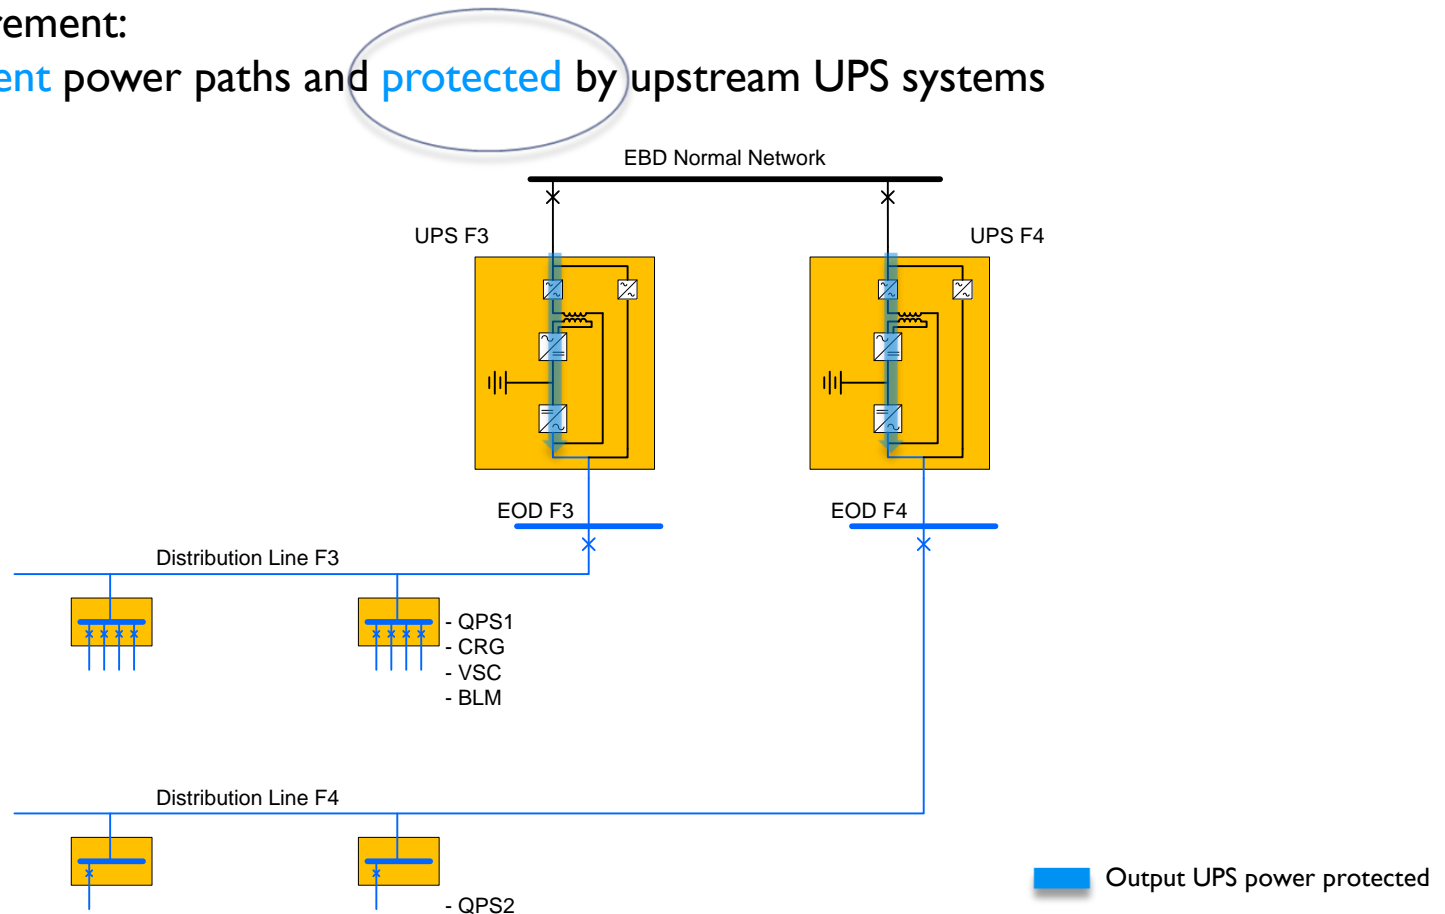 rement:
ent power paths and protected by upstream UPS systems
EBD Normal Network
UPS F3
UPS F4
EOD F3
EOD F4
Distribution Line F3
- QPS1
- CRG
- VSC
- BLM
Distribution Line F4
- QPS2
Output UPS power protected